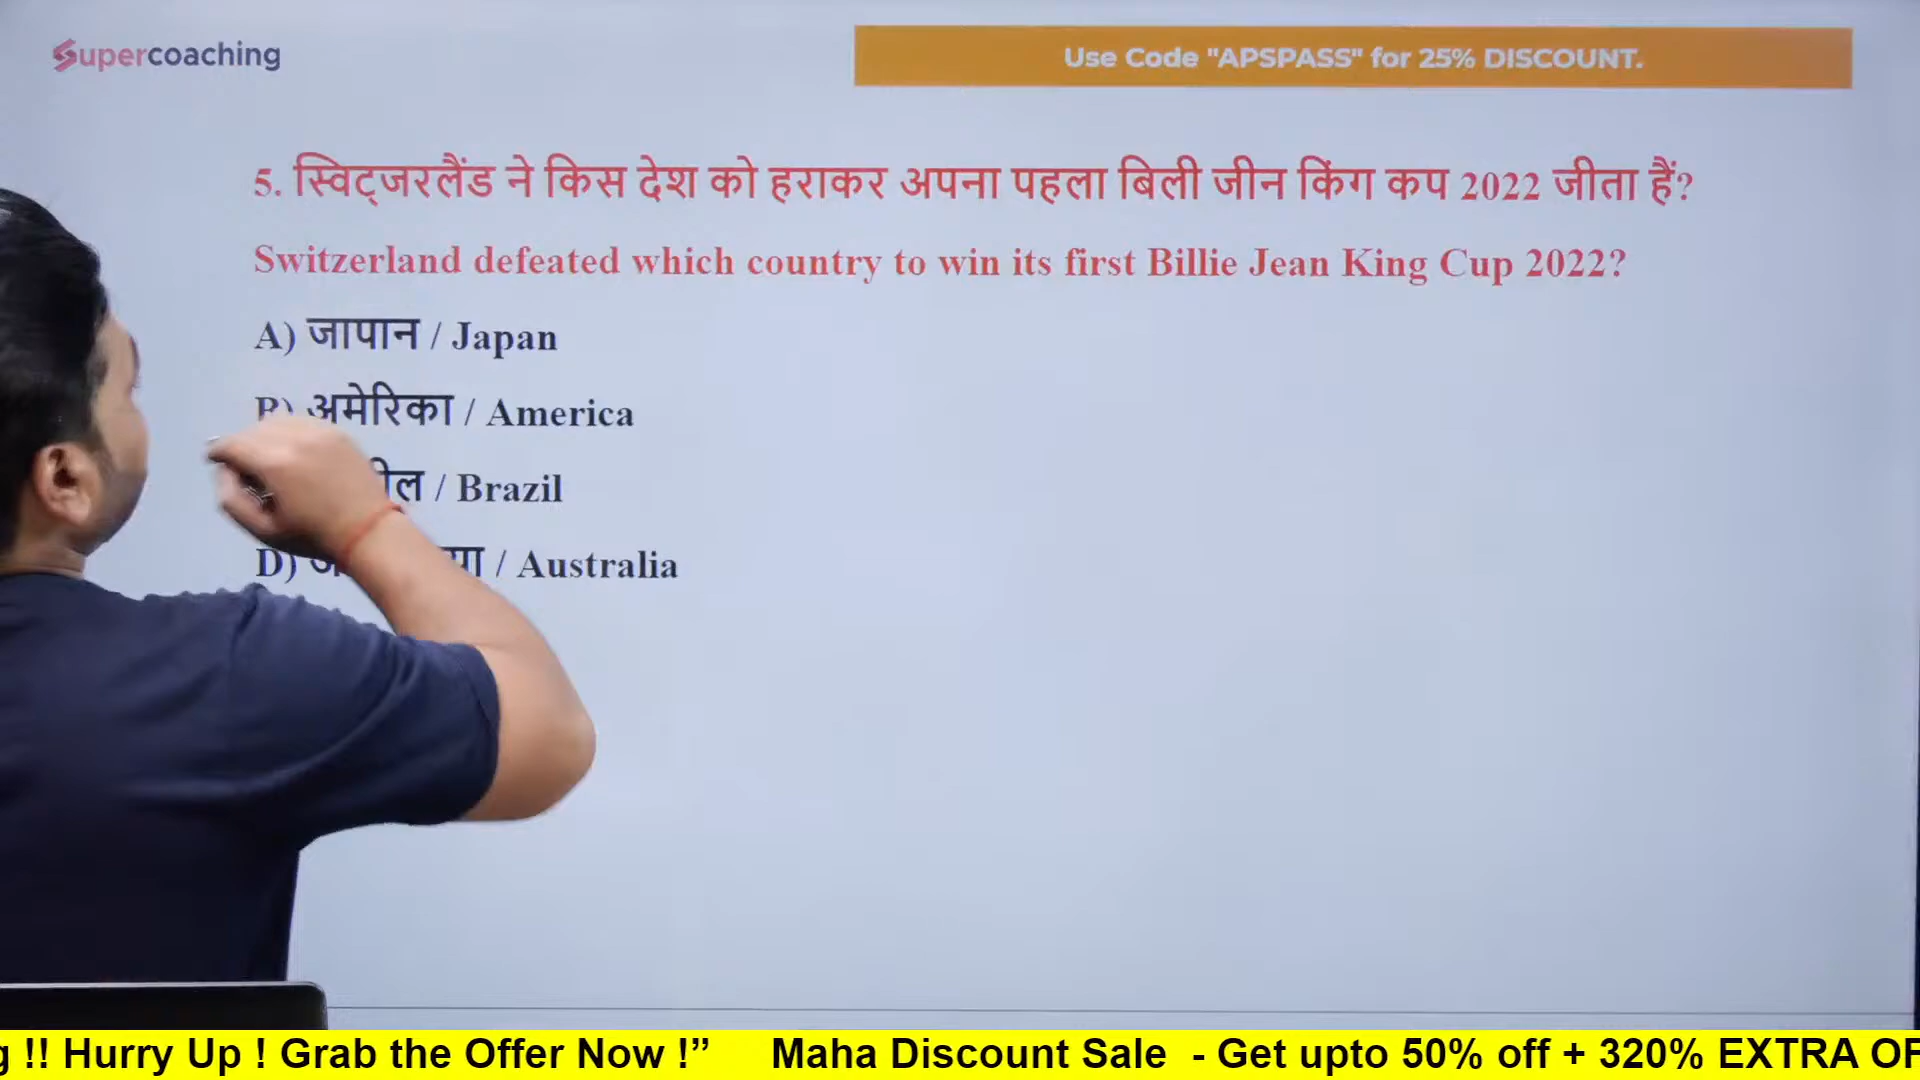 Supercoaching
Use Code "APSPASS" for 25% DISCOUNT.
5. स्विट्जरलैंड ने किस देश को हराकर अपना पहला बिली जीन किंग कप 2022 जीता हैं?
Switzerland defeated which country to win its first Billie Jean King Cup 2022?
A) जापान / Japan
B) अमेरिका / America
/ Brazil
D) / Australia
!! Hurry Up ! Grab the Offer Now !” Maha Discount Sale - Get upto 50% off + 320% EXTRA